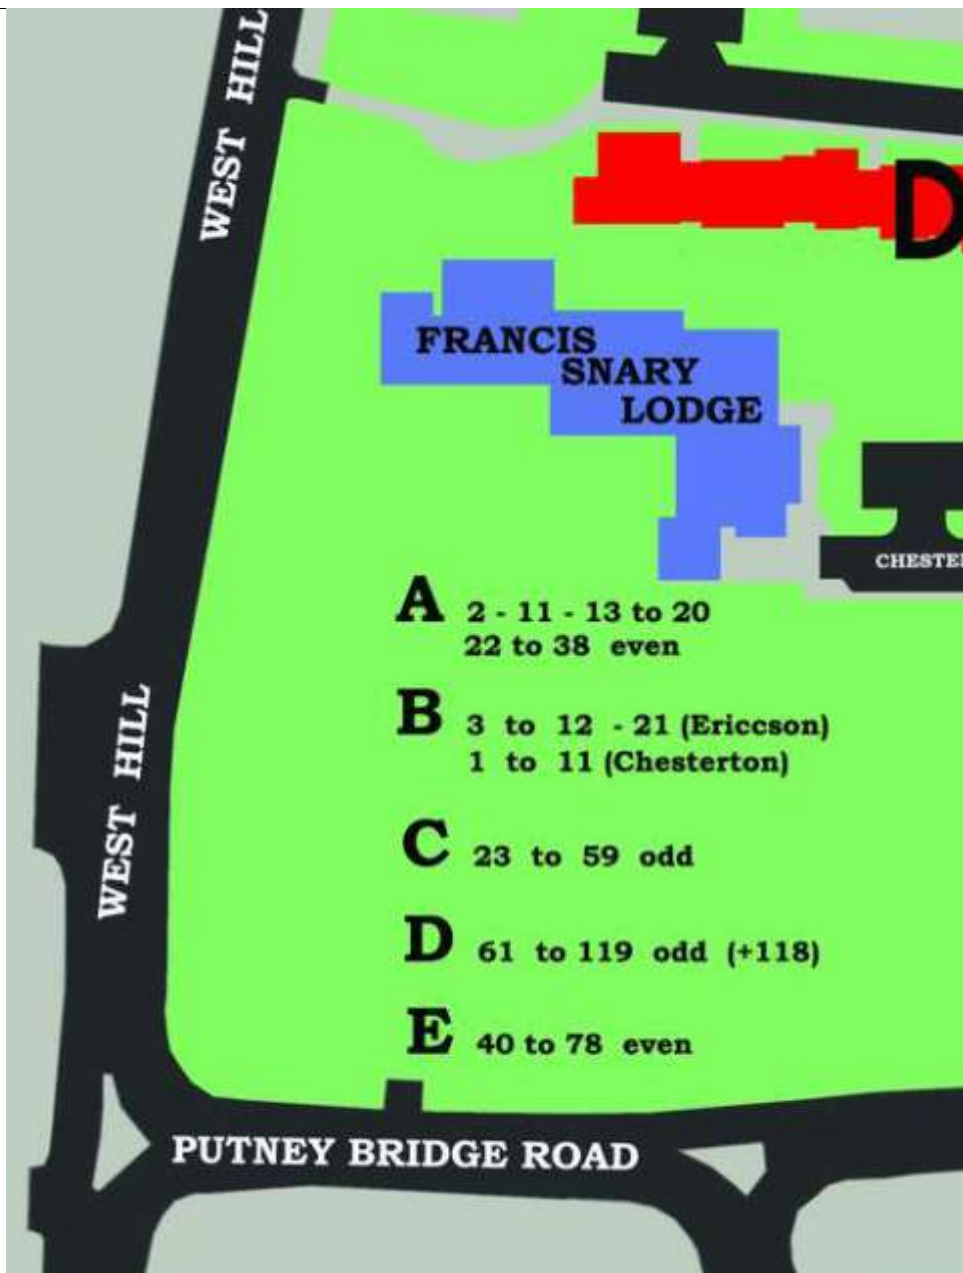 WEST HILL
D
FRANCIS
SNARY
LODGE
CHESTE
A 2 - 11 - 13 to 20
22 to 38 even
B 3 to 12 - 21 (Ericcson)
1 to 11 (Chesterton)
WEST HILL
C 23 to 59 odd
D 61 to 119 odd (+118)
E 40 to 78 even
PUTNEY BRIDGE ROAD